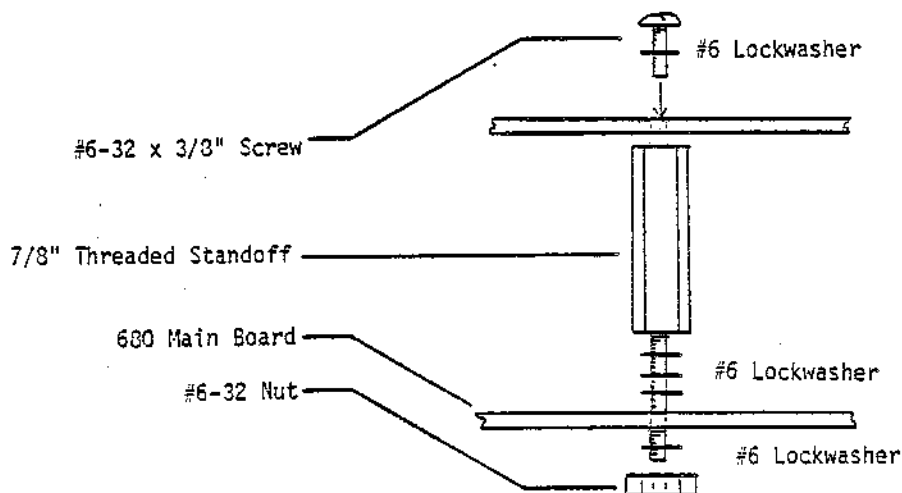 #6 Lockwasher
#6-32 x 3/8" Screw
7/8" Threaded Standoff
680 Main Board
#6 Lockwasher
#6-32 Nut
#6 Lockwasher